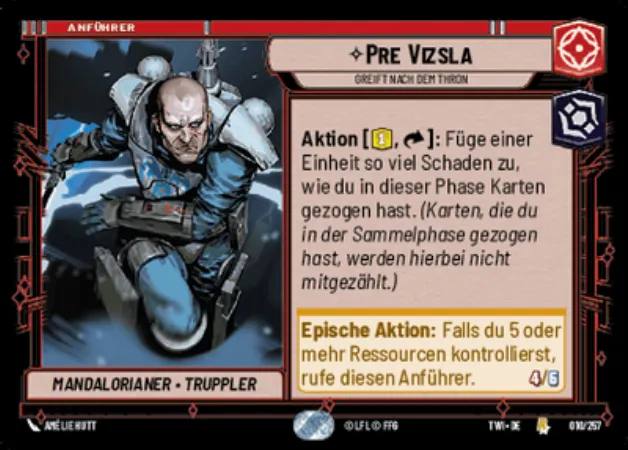 ANFÜHRER
PRE VIZSLA
GREIFT NACH DEM THRON
Aktion [1, ]: Füge einer
Einheit so viel Schaden zu,
wie du in dieser Phase Karten
gezogen hast. (Karten, die du
in der Sammelphase gezogen
hast, werden hierbei nicht
mitgezählt.)
Epische Aktion: Falls du 5 oder
mehr Ressourcen kontrollierst,
rufe diesen Anführer. 4/6
MANDALORIANER • TRUPPLER
AMÉLIE HUTT
© LFL © FFG
TWI • DE
010/257